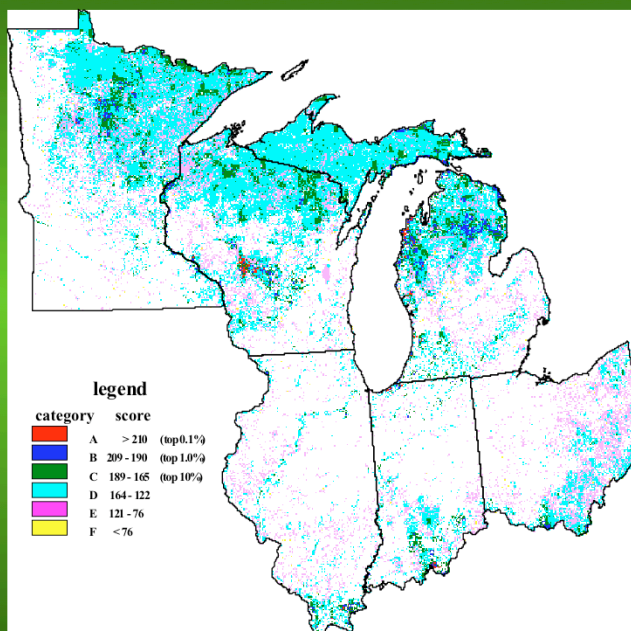 legend
category score
A > 210 (top 0.1%)
B 209 - 190 (top 1.0%)
C 189 - 165 (top 10%)
D 164 - 122
E 121 - 76
F < 76